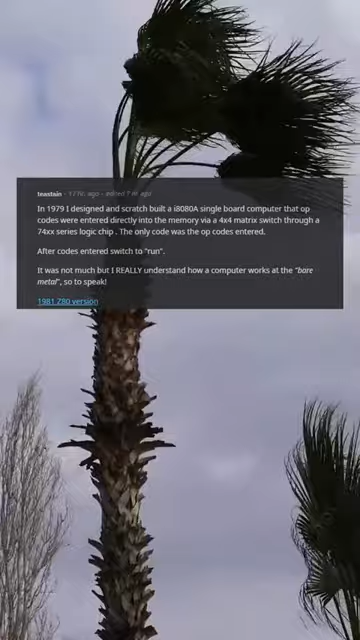 teastain • 17 hr. ago • edited 7 hr. ago
In 1979 I designed and scratch built a i8080A single board computer that op
codes were entered directly into the memory via a 4x4 matrix switch through a
74xx series logic chip . The only code was the op codes entered.
After codes entered switch to "run".
It was not much but I REALLY understand how a computer works at the "bare
metal", so to speak!
1981 Z80 version